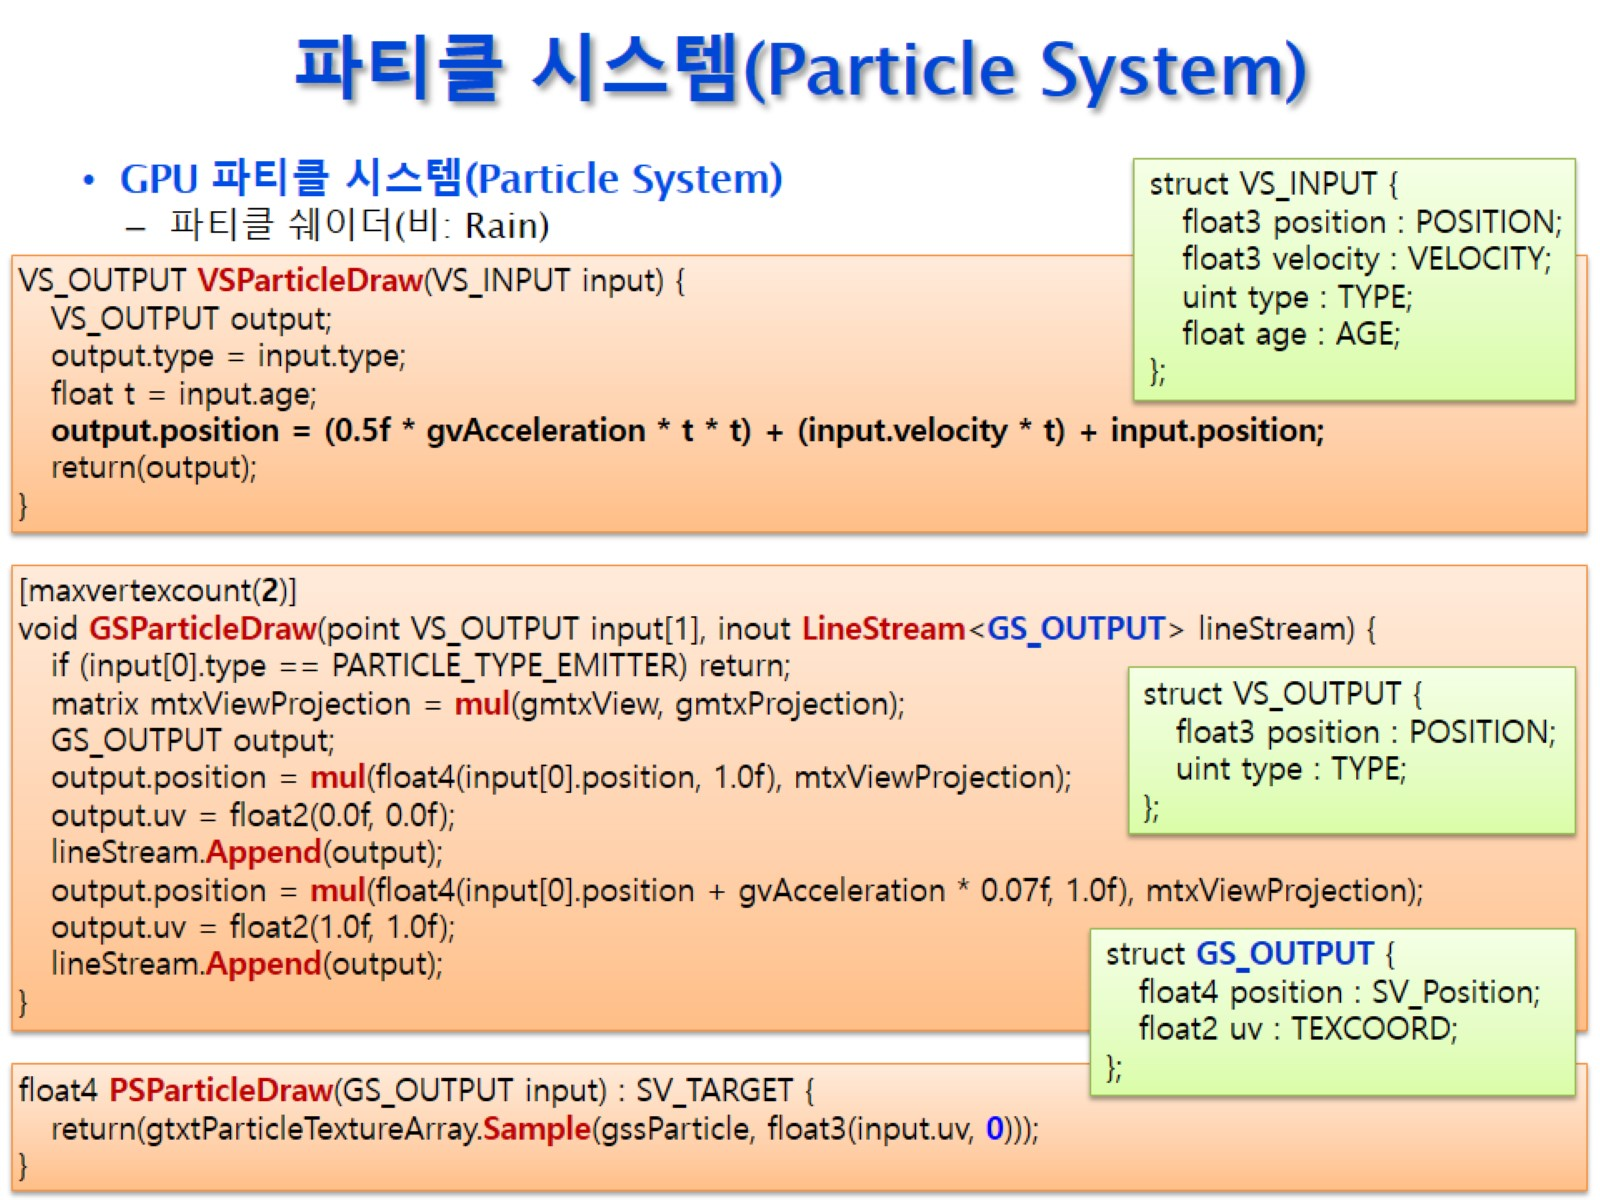 파티클 시스템(Particle System)
• GPU 파티클 시스템(Particle System)
– 파티클 쉐이더(비: Rain)
struct VS_INPUT {
float3 position : POSITION;
float3 velocity : VELOCITY;
uint type : TYPE;
float age : AGE;
};
VS_OUTPUT VSParticleDraw(VS_INPUT input) {
VS_OUTPUT output;
output.type = input.type;
float t = input.age;
output.position = (0.5f * gvAcceleration * t * t) + (input.velocity * t) + input.position;
return(output);
}
[maxvertexcount(2)]
void GSParticleDraw(point VS_OUTPUT input[1], inout LineStream<GS_OUTPUT> lineStream) {
if (input[0].type == PARTICLE_TYPE_EMITTER) return;
matrix mtxViewProjection = mul(gmtxView, gmtxProjection);
GS_OUTPUT output;
output.position = mul(float4(input[0].position, 1.0f), mtxViewProjection);
output.uv = float2(0.0f, 0.0f);
lineStream.Append(output);
output.position = mul(float4(input[0].position + gvAcceleration * 0.07f, 1.0f), mtxViewProjection);
output.uv = float2(1.0f, 1.0f);
lineStream.Append(output);
}
struct VS_OUTPUT {
float3 position : POSITION;
uint type : TYPE;
};
struct GS_OUTPUT {
float4 position : SV_Position;
float2 uv : TEXCOORD;
};
float4 PSParticleDraw(GS_OUTPUT input) : SV_TARGET {
return(gtxtParticleTextureArray.Sample(gssParticle, float3(input.uv, 0)));
}